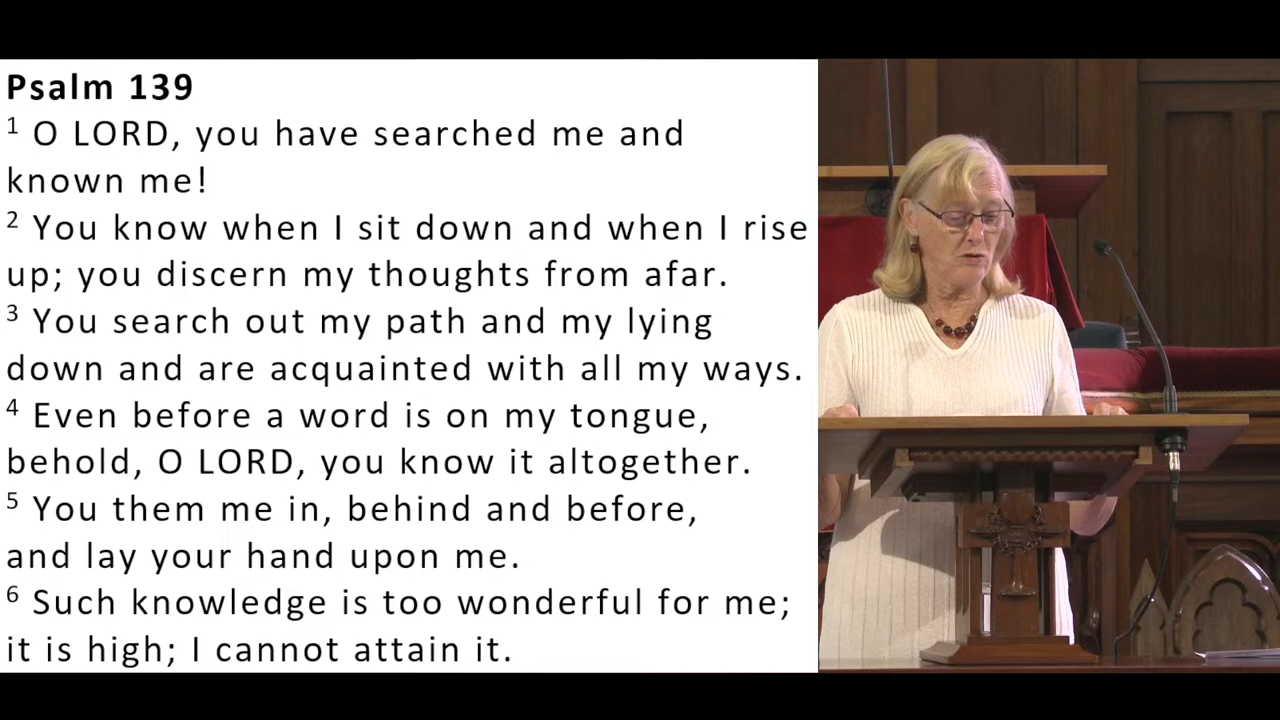 Psalm 139
1 O LORD, you have searched me and
known me!
2 You know when I sit down and when I rise
up; you discern my thoughts from afar.
3 You search out my path and my lying
down and are acquainted with all my ways.
4 Even before a word is on my tongue,
behold, O LORD, you know it altogether.
5 You them me in, behind and before,
and lay your hand upon me.
6 Such knowledge is too wonderful for me;
it is high; I cannot attain it.